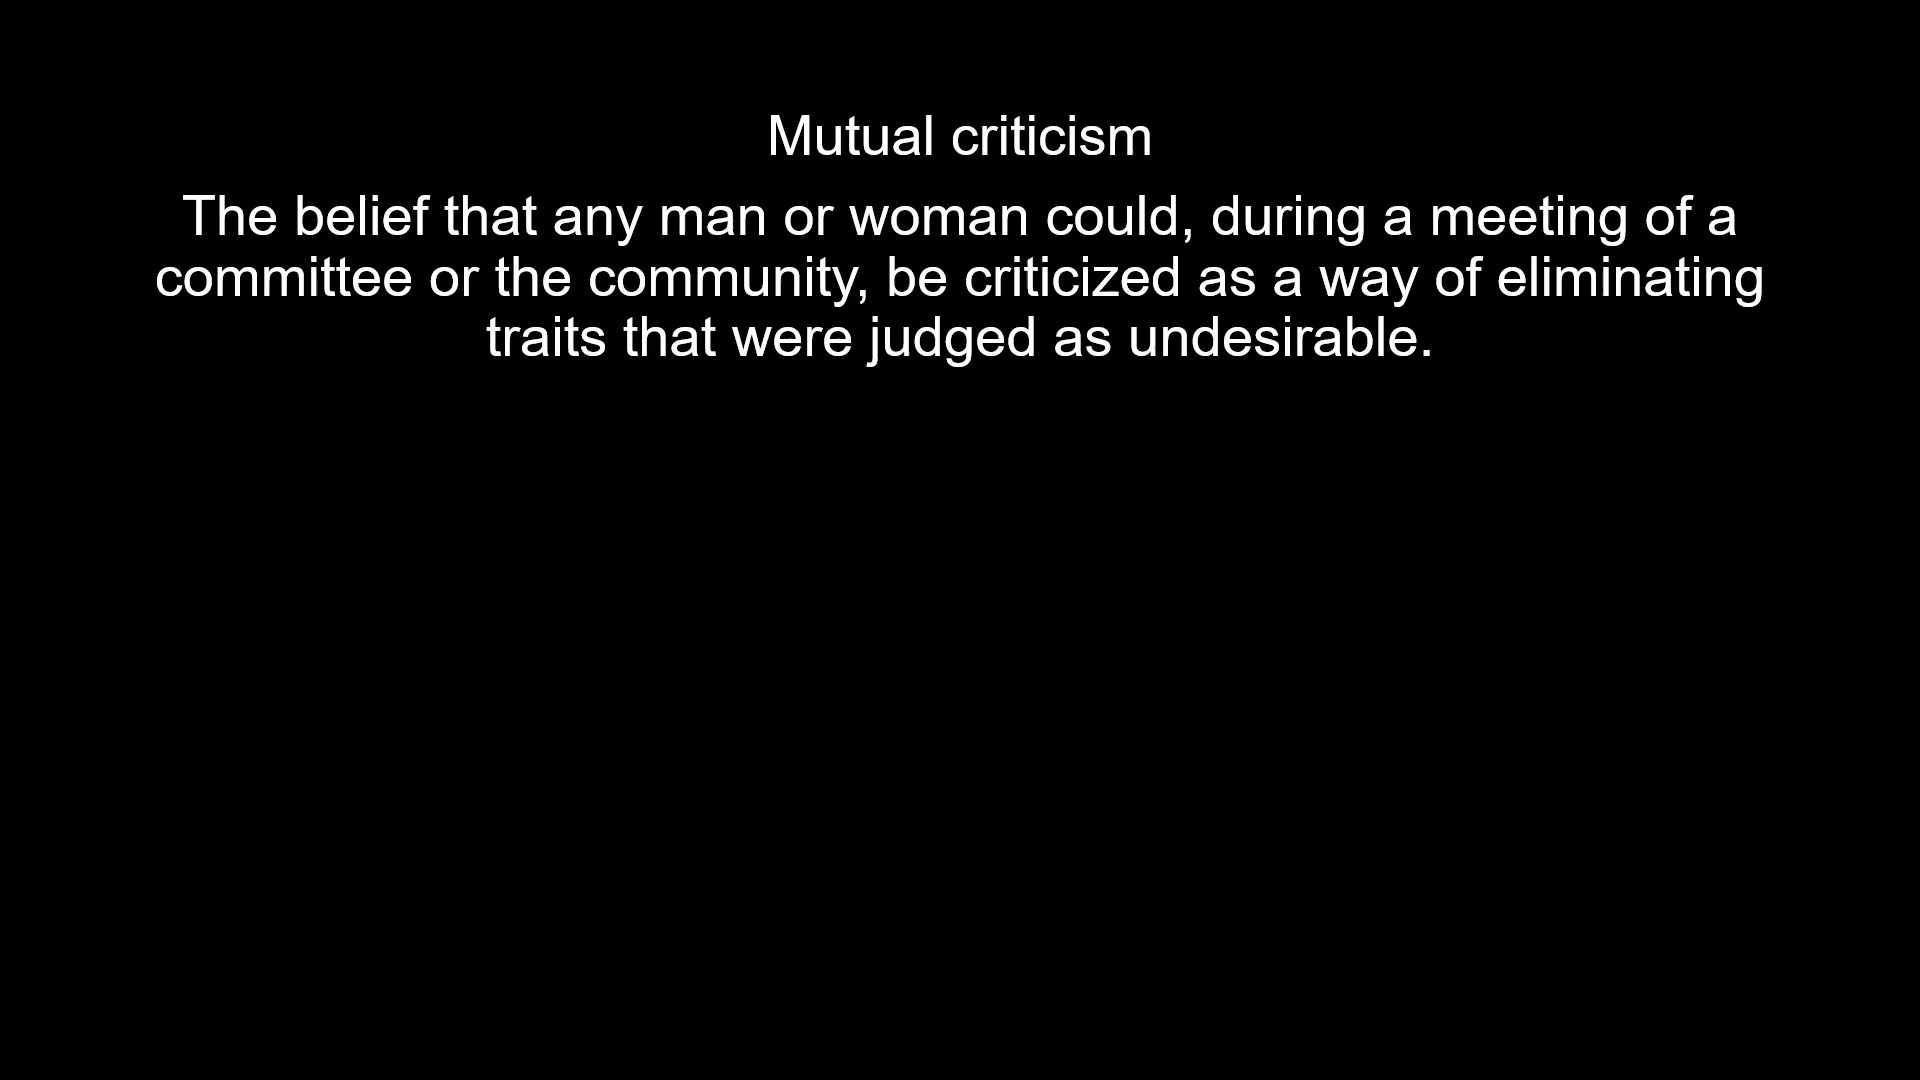 Mutual criticism
The belief that any man or woman could, during a meeting of a
committee or the community, be criticized as a way of eliminating
traits that were judged as undesirable.